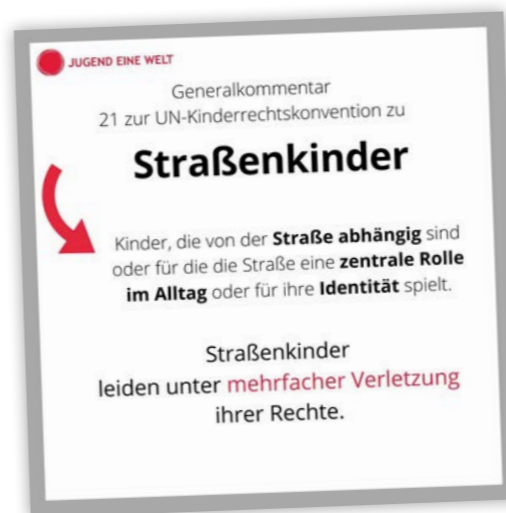 JUGEND EINE WELT
Generalkommentar
21 zur UN-Kinderrechtskonvention zu
Straßenkinder
Kinder, die von der Straße abhängig sind
oder für die die Straße eine zentrale Rolle
im Alltag oder für ihre Identität spielt.
Straßenkinder
leiden unter mehrfacher Verletzung
ihrer Rechte.